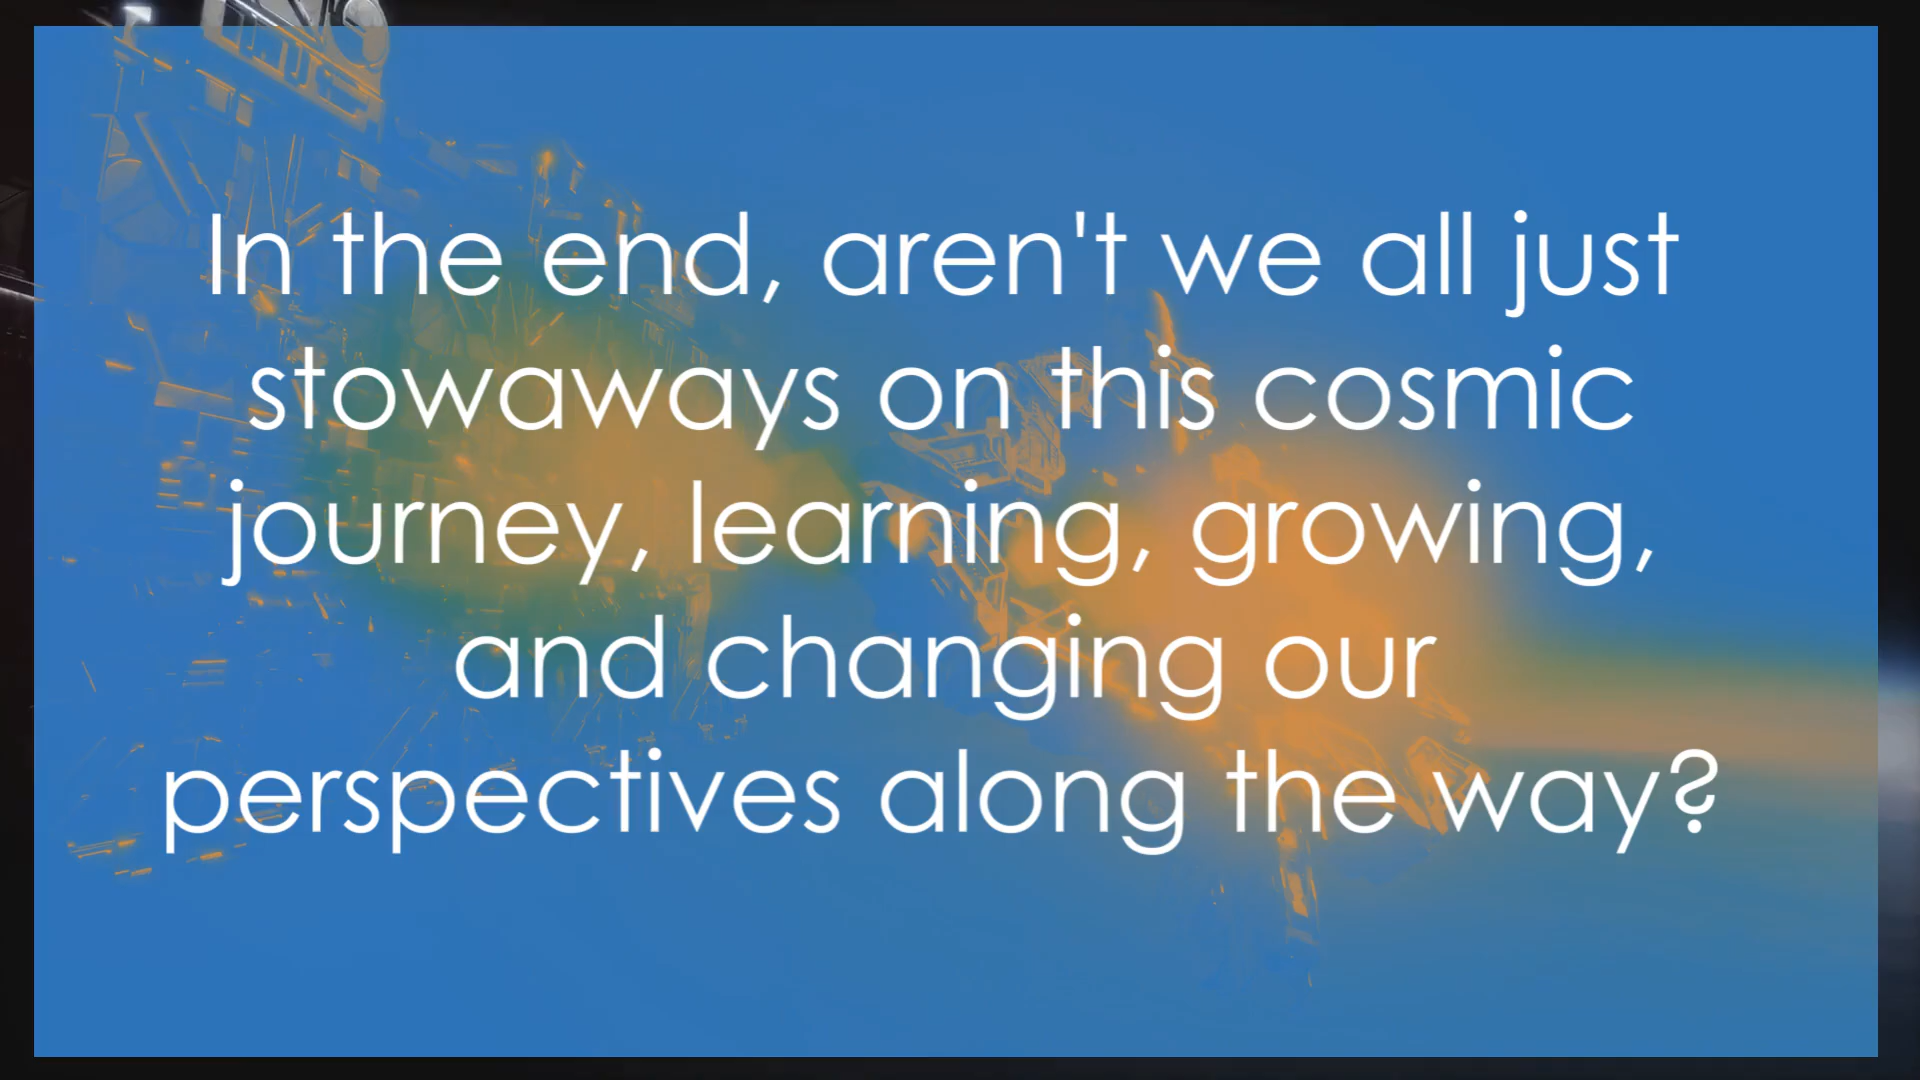 In the end, aren't we all just
stowaways on this cosmic
journey, learning, growing,
and changing our
perspectives along the way?